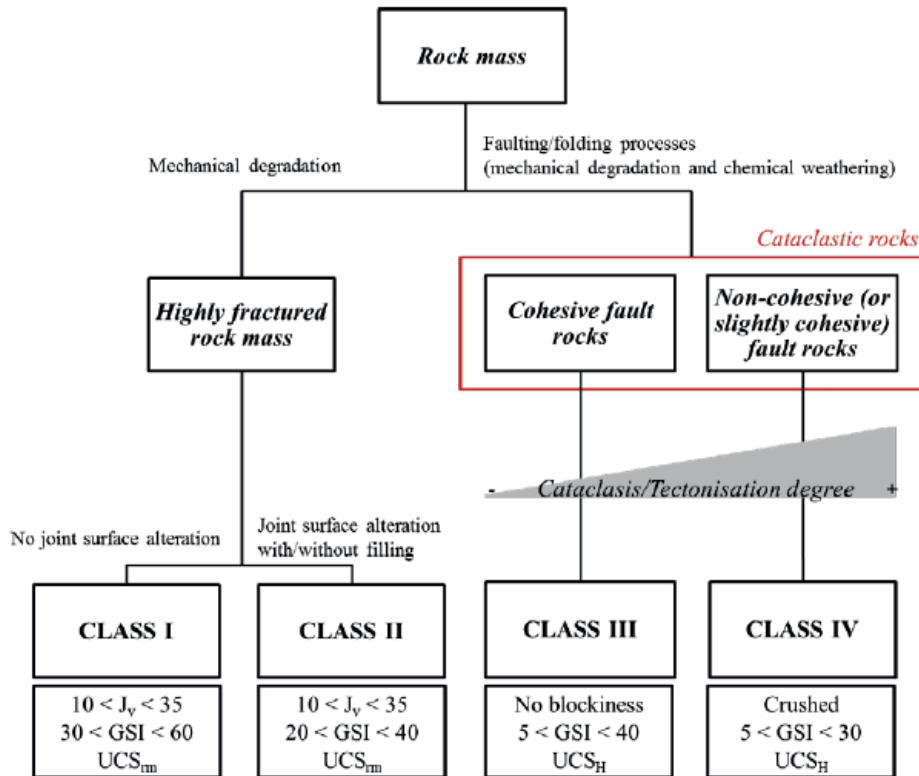 Rock mass
Mechanical degradation
Faulting/folding processes
(mechanical degradation and chemical weathering)
Cataclastic rocks
Highly fractured
rock mass
Cohesive fault
rocks
Non-cohesive (or
slightly cohesive)
fault rocks
- Cataclasis/Tectonisation degree +
No joint surface alteration
Joint surface alteration
with/without filling
CLASS I
CLASS II
CLASS III
CLASS IV
10 < Jv < 35
30 < GSI < 60
UCSrm
10 < Jv < 35
20 < GSI < 40
UCSrm
No blockiness
5 < GSI < 40
UCSH
Crushed
5 < GSI < 30
UCSH